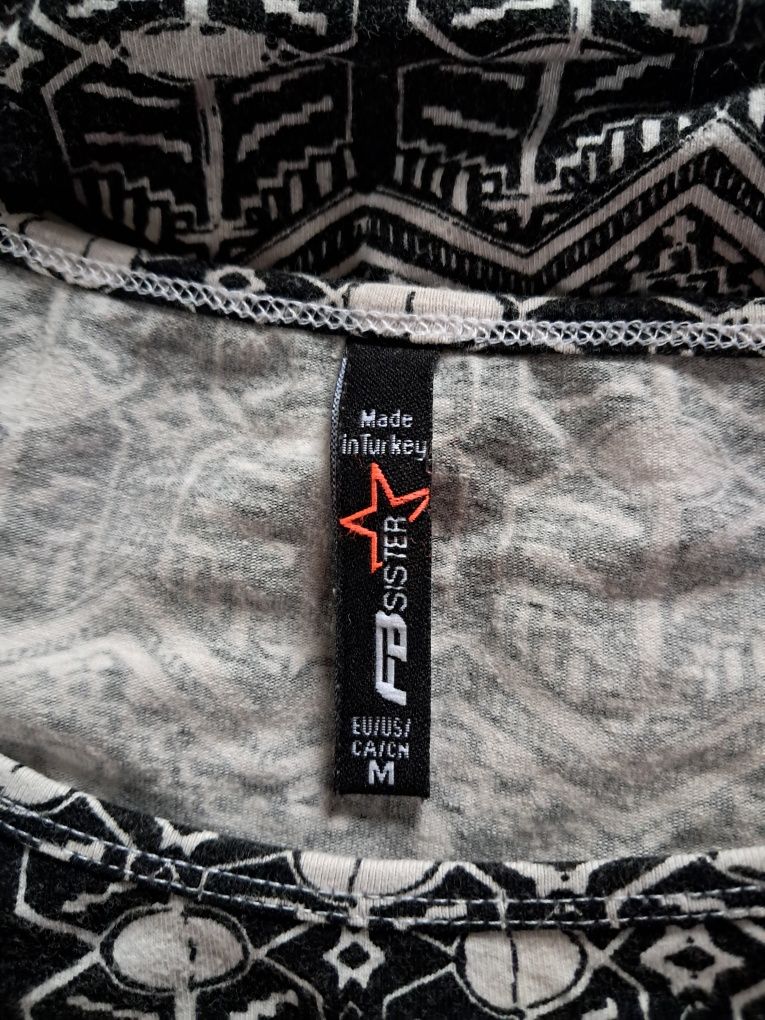 Made
in Turkey
FB SISTER
EU/US/
CA/CN
M